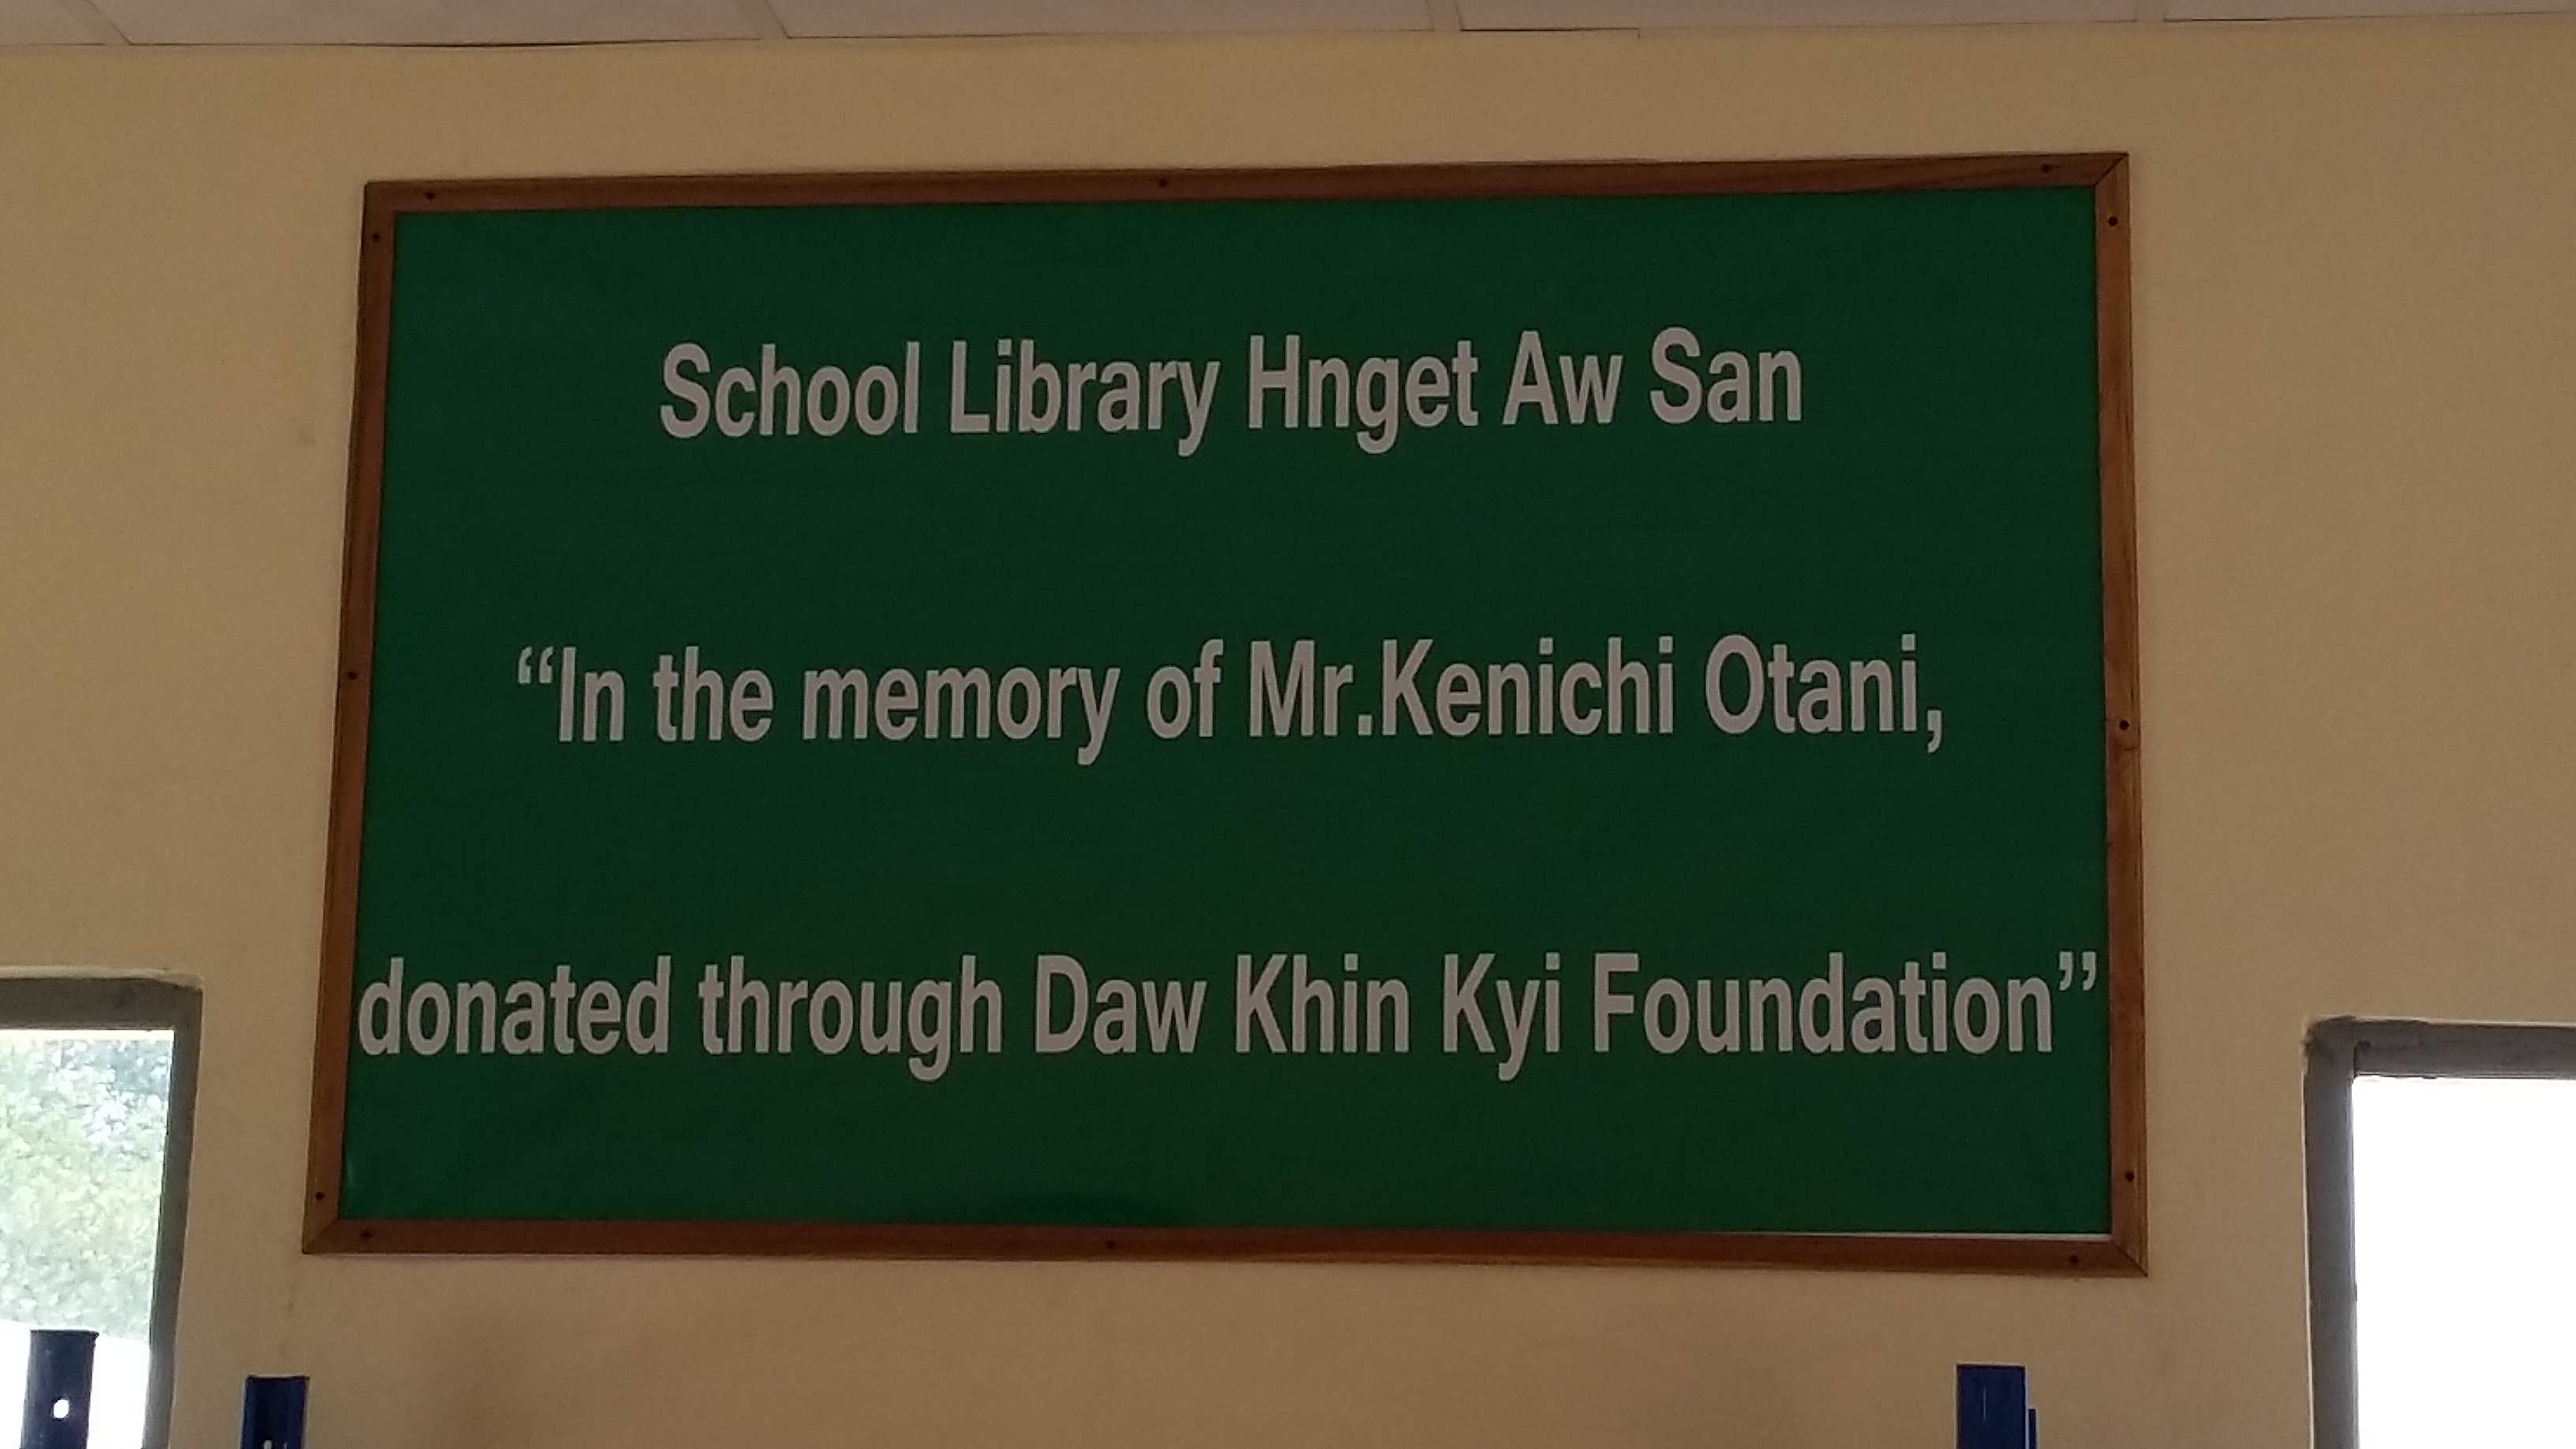 School Library Hnget Aw San
“In the memory of Mr.Kenichi Otani,
donated through Daw Khin Kyi Foundation”